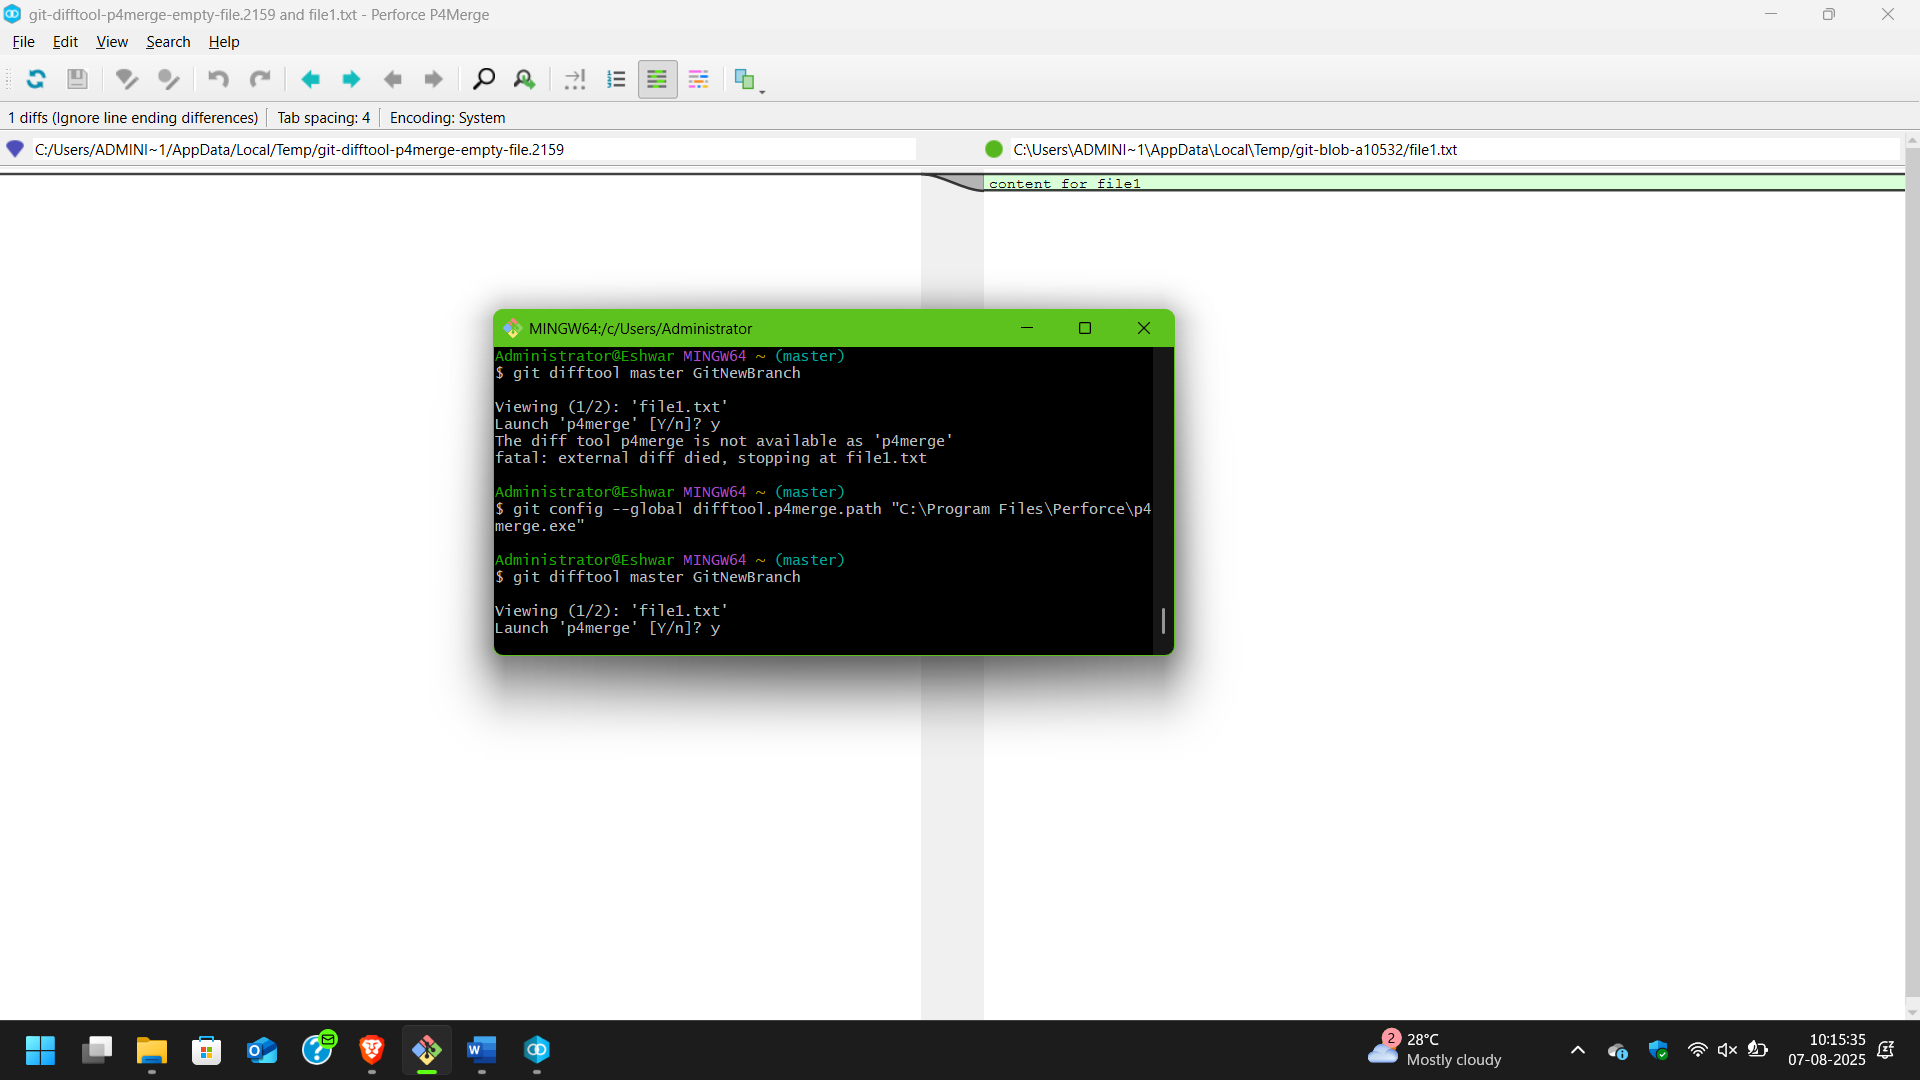 git-difftool-p4merge-empty-file.2159 and file1.txt - Perforce P4Merge
File Edit View Search Help
1 diffs (Ignore line ending differences) Tab spacing: 4 Encoding: System
C:/Users/ADMINI~1/AppData/Local/Temp/git-difftool-p4merge-empty-file.2159
C:\Users\ADMINI~1\AppData\Local\Temp/git-blob-a10532/file1.txt
content for file1
MINGW64:/c/Users/Administrator
Administrator@Eshwar MINGW64 ~ (master)
$ git difftool master GitNewBranch
Viewing (1/2): 'file1.txt'
Launch 'p4merge' [Y/n]? y
The diff tool p4merge is not available as 'p4merge'
fatal: external diff died, stopping at file1.txt
Administrator@Eshwar MINGW64 ~ (master)
$ git config --global difftool.p4merge.path "C:\Program Files\Perforce\p4
merge.exe"
Administrator@Eshwar MINGW64 ~ (master)
$ git difftool master GitNewBranch
Viewing (1/2): 'file1.txt'
Launch 'p4merge' [Y/n]? y
2
28°C
Mostly cloudy
10:15:35
07-08-2025